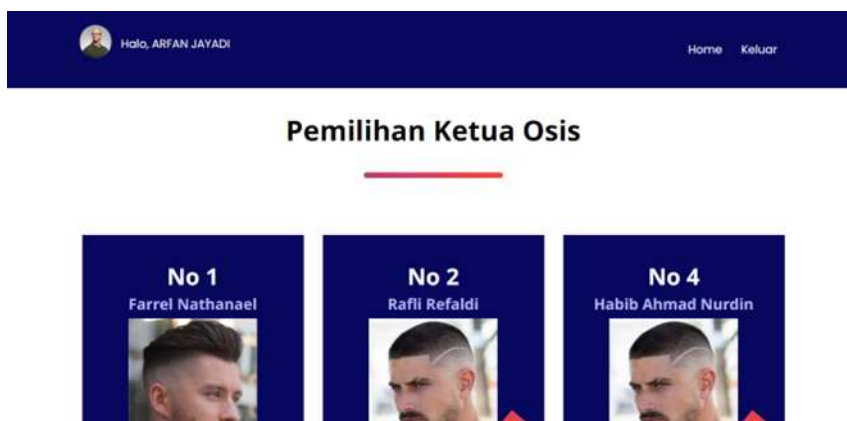 Halo, ARFAN JAYADI
Home Keluar
Pemilihan Ketua Osis
No 1
Farrel Nathanael
No 2
Rafli Refaldi
No 4
Habib Ahmad Nurdin